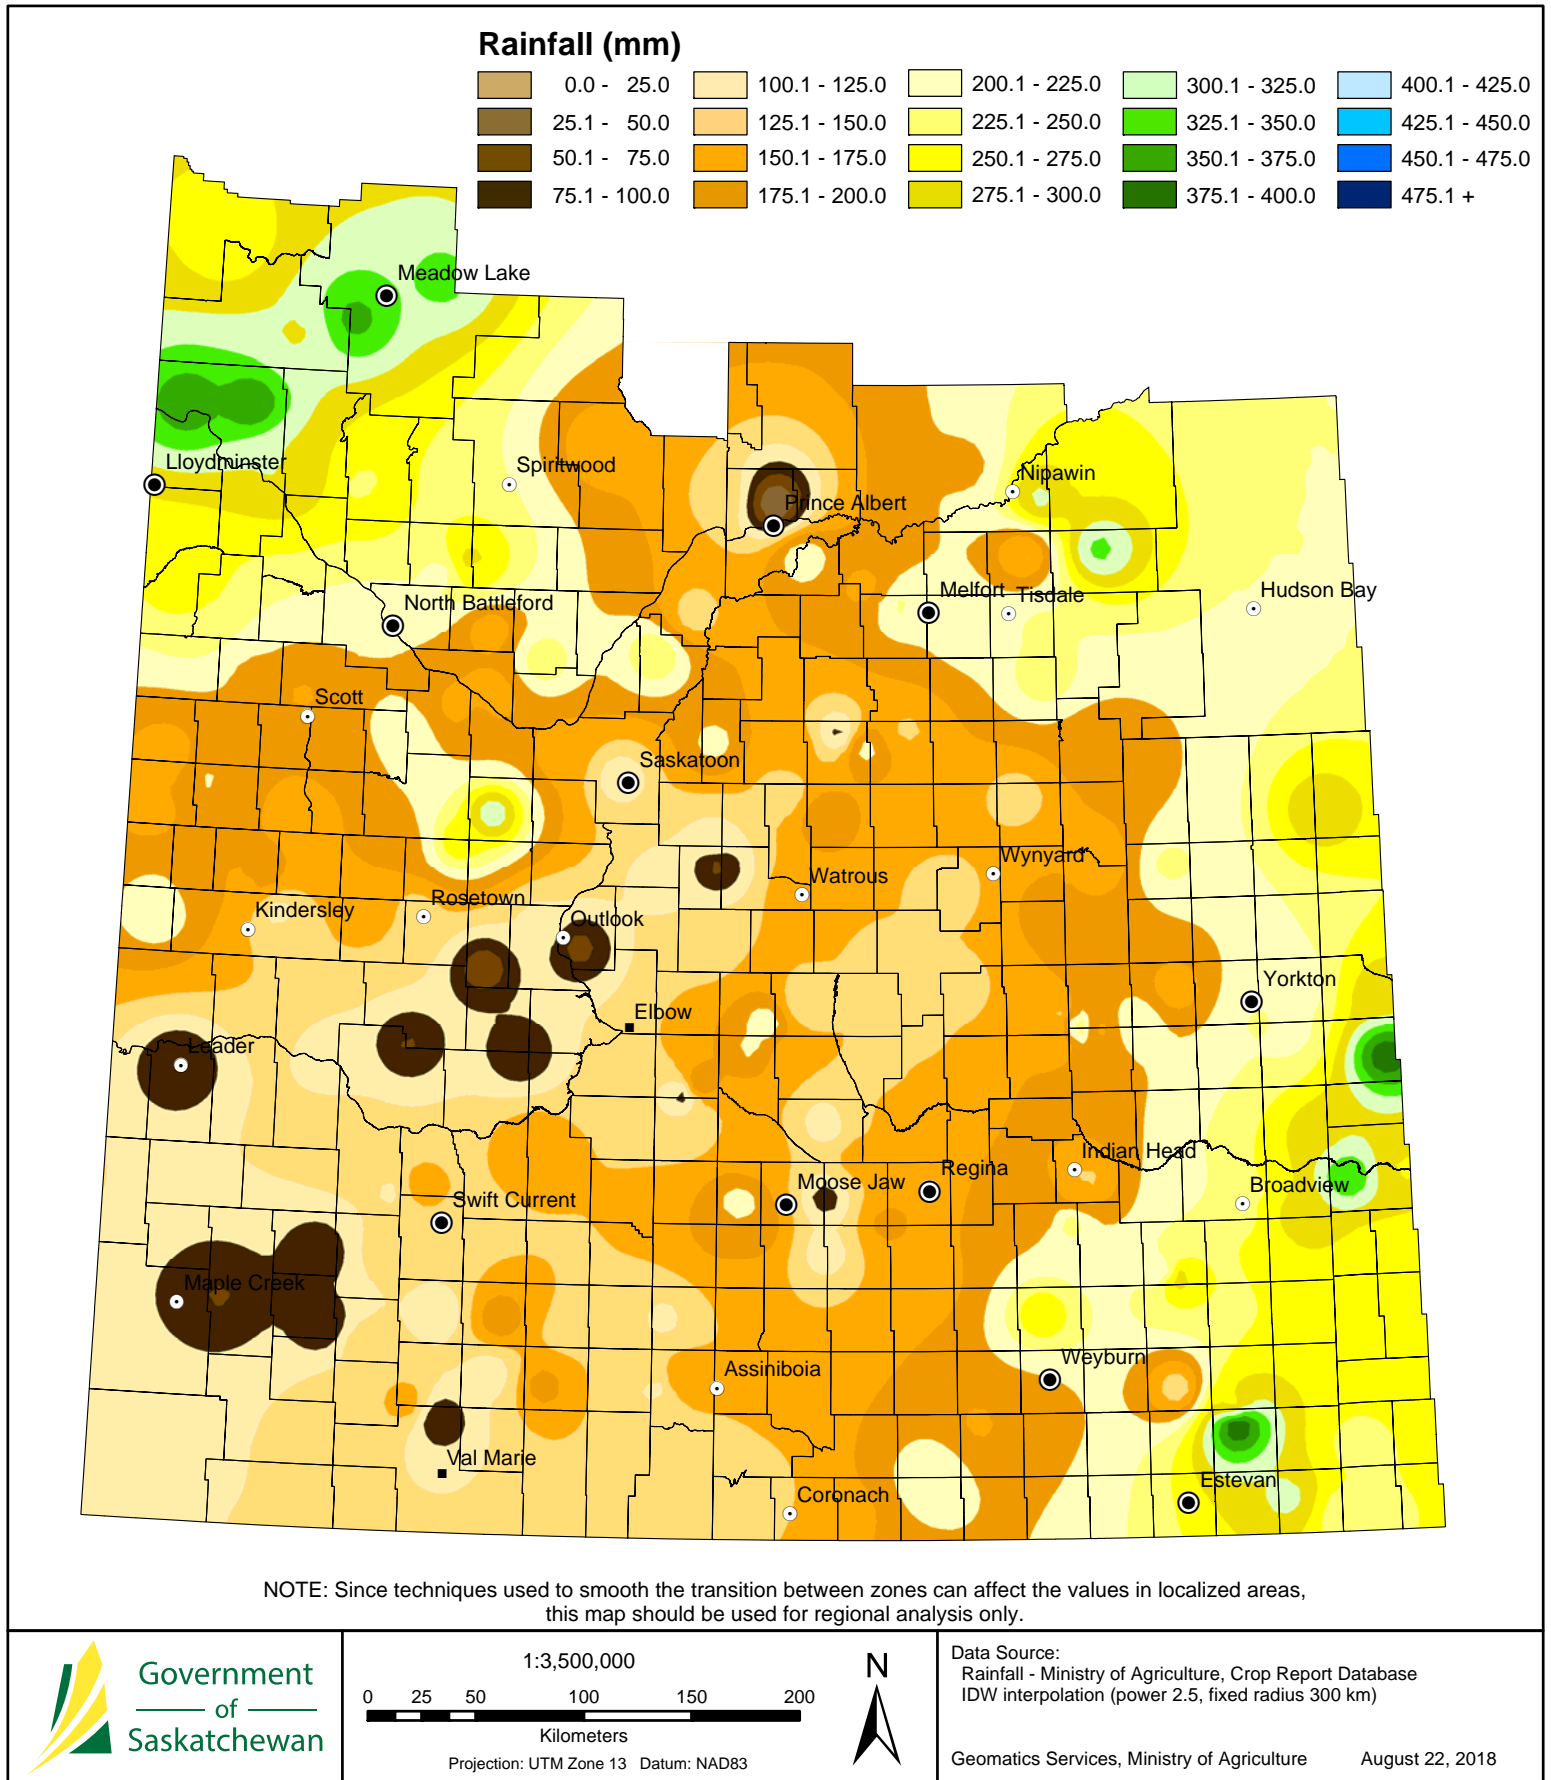 Rainfall (mm)
0.0 - 25.0
25.1 - 50.0
50.1 - 75.0
75.1 - 100.0
100.1 - 125.0
125.1 - 150.0
150.1 - 175.0
175.1 - 200.0
200.1 - 225.0
225.1 - 250.0
250.1 - 275.0
275.1 - 300.0
300.1 - 325.0
325.1 - 350.0
350.1 - 375.0
375.1 - 400.0
400.1 - 425.0
425.1 - 450.0
450.1 - 475.0
475.1 +
Meadow Lake
Lloydminster
Spiritwood
Nipawin
Prince Albert
North Battleford
Melfort
Tisdale
Hudson Bay
Scott
Saskatoon
Wynyard
Watrous
Rosetown
Kindersley
Outlook
Yorkton
Elbow
Leader
Indian Head
Regina
Moose Jaw
Broadview
Swift Current
Maple Creek
Weyburn
Assiniboia
Val Marie
Estevan
Coronach
NOTE: Since techniques used to smooth the transition between zones can affect the values in localized areas,
this map should be used for regional analysis only.
Government
of
Saskatchewan
1:3,500,000
0 25 50 100 150 200
Kilometers
Projection: UTM Zone 13 Datum: NAD83
N
Data Source:
Rainfall - Ministry of Agriculture, Crop Report Database
IDW interpolation (power 2.5, fixed radius 300 km)
Geomatics Services, Ministry of Agriculture August 22, 2018